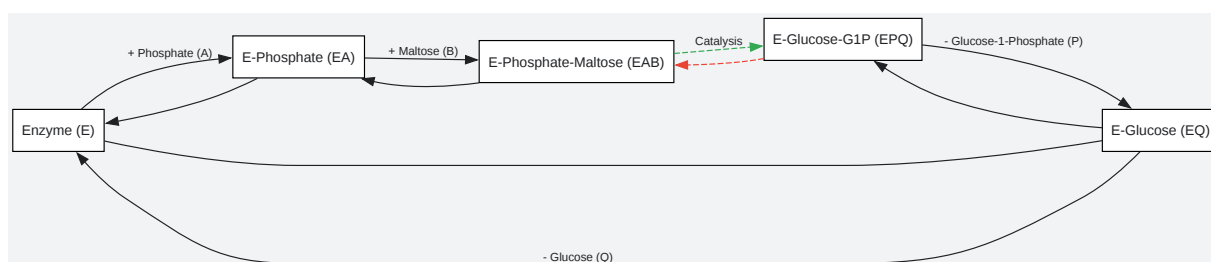 + Phosphate (A)
E-Phosphate (EA)
+ Maltose (B)
E-Phosphate-Maltose (EAB)
Catalysis
E-Glucose-G1P (EPQ)
- Glucose-1-Phosphate (P)
Enzyme (E)
E-Glucose (EQ)
- Glucose (Q)